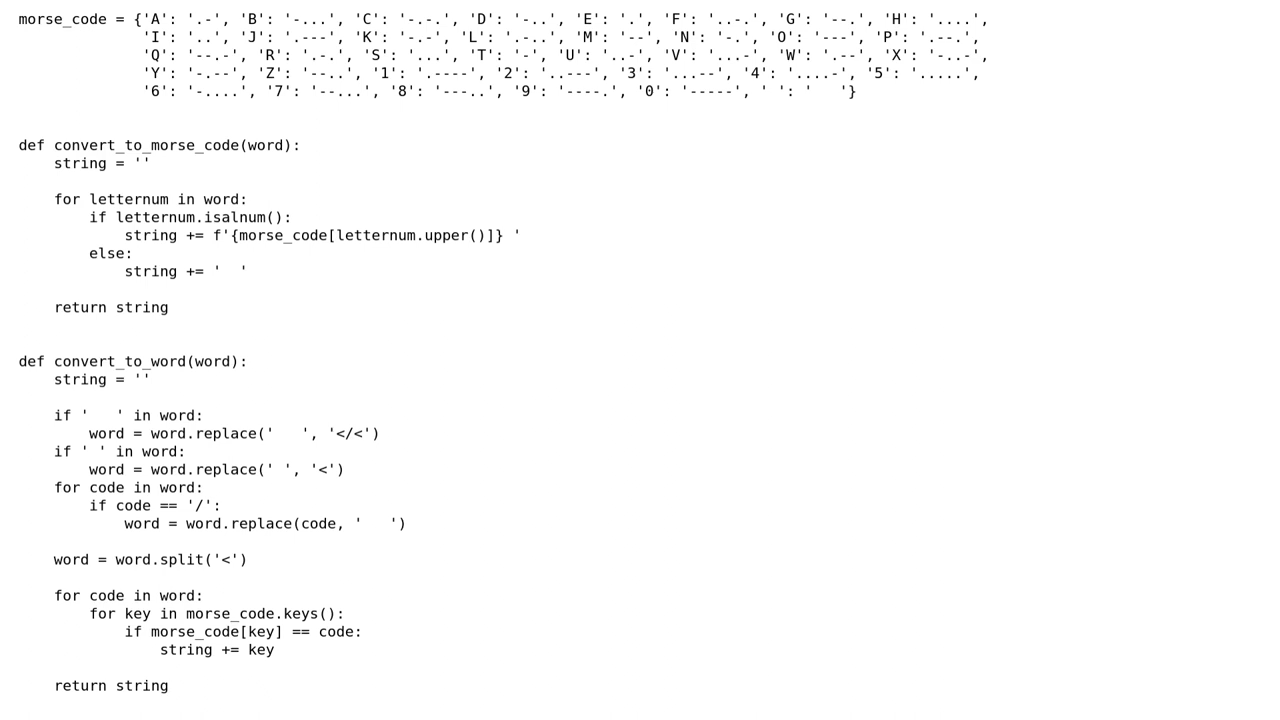 morse_code = {'A': '.-', 'B': '-...', 'C': '-.-.', 'D': '-..', 'E': '.', 'F': '..-.', 'G': '--.', 'H': '....',
              'I': '..', 'J': '.---', 'K': '-.-', 'L': '.-..', 'M': '--', 'N': '-.', 'O': '---', 'P': '.--.',
              'Q': '--.-', 'R': '.-.', 'S': '...', 'T': '-', 'U': '..-', 'V': '...-', 'W': '.--', 'X': '-..-',
              'Y': '-.--', 'Z': '--..', '1': '.----', '2': '..---', '3': '...--', '4': '....-', '5': '.....',
              '6': '-....', '7': '--...', '8': '---..', '9': '----.', '0': '-----', ' ': '   '}


def convert_to_morse_code(word):
    string = ''

    for letternum in word:
        if letternum.isalnum():
            string += f'{morse_code[letternum.upper()]} '
        else:
            string += '  '

    return string


def convert_to_word(word):
    string = ''

    if '   ' in word:
        word = word.replace('   ', '</<')
    if ' ' in word:
        word = word.replace(' ', '<')
    for code in word:
        if code == '/':
            word = word.replace(code, '   ')

    word = word.split('<')

    for code in word:
        for key in morse_code.keys():
            if morse_code[key] == code:
                string += key

    return string